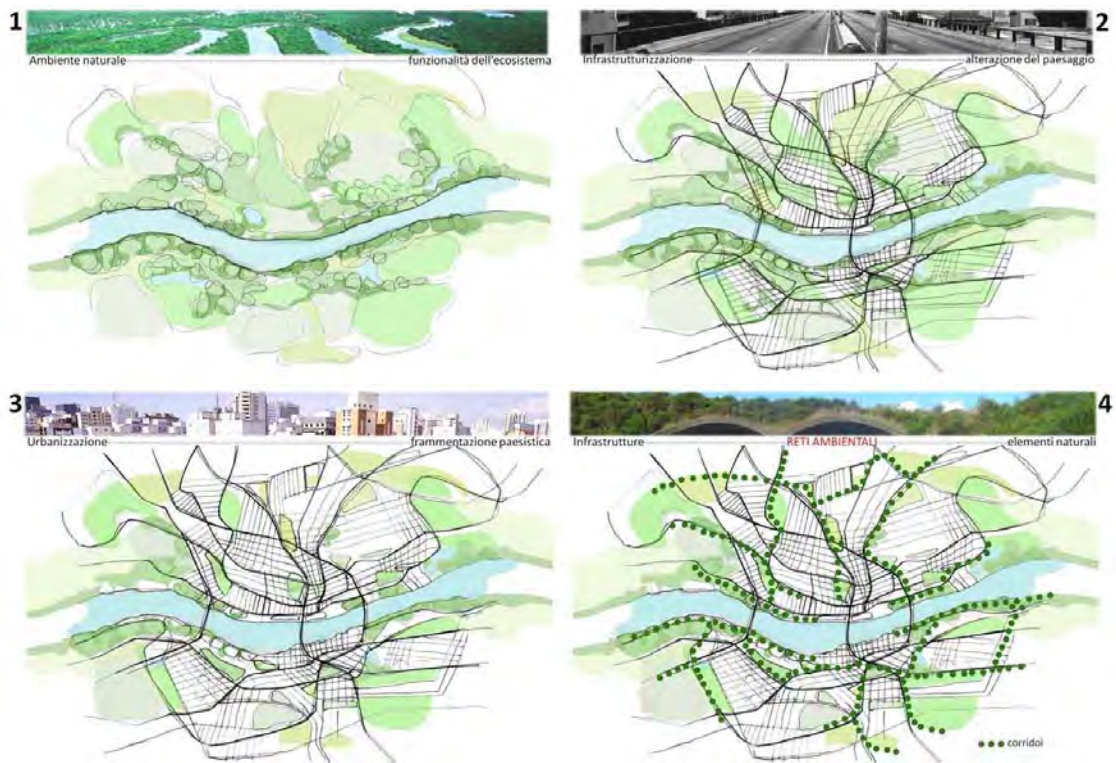 1
Ambiente naturale funzionalità dell'ecosistema
2
Infrastrutturizzazione alterazione del paesaggio
3
Urbanizzazione frammentazione paesistica
4
Infrastrutture RETI AMBIENTALI elementi naturali
corridoi